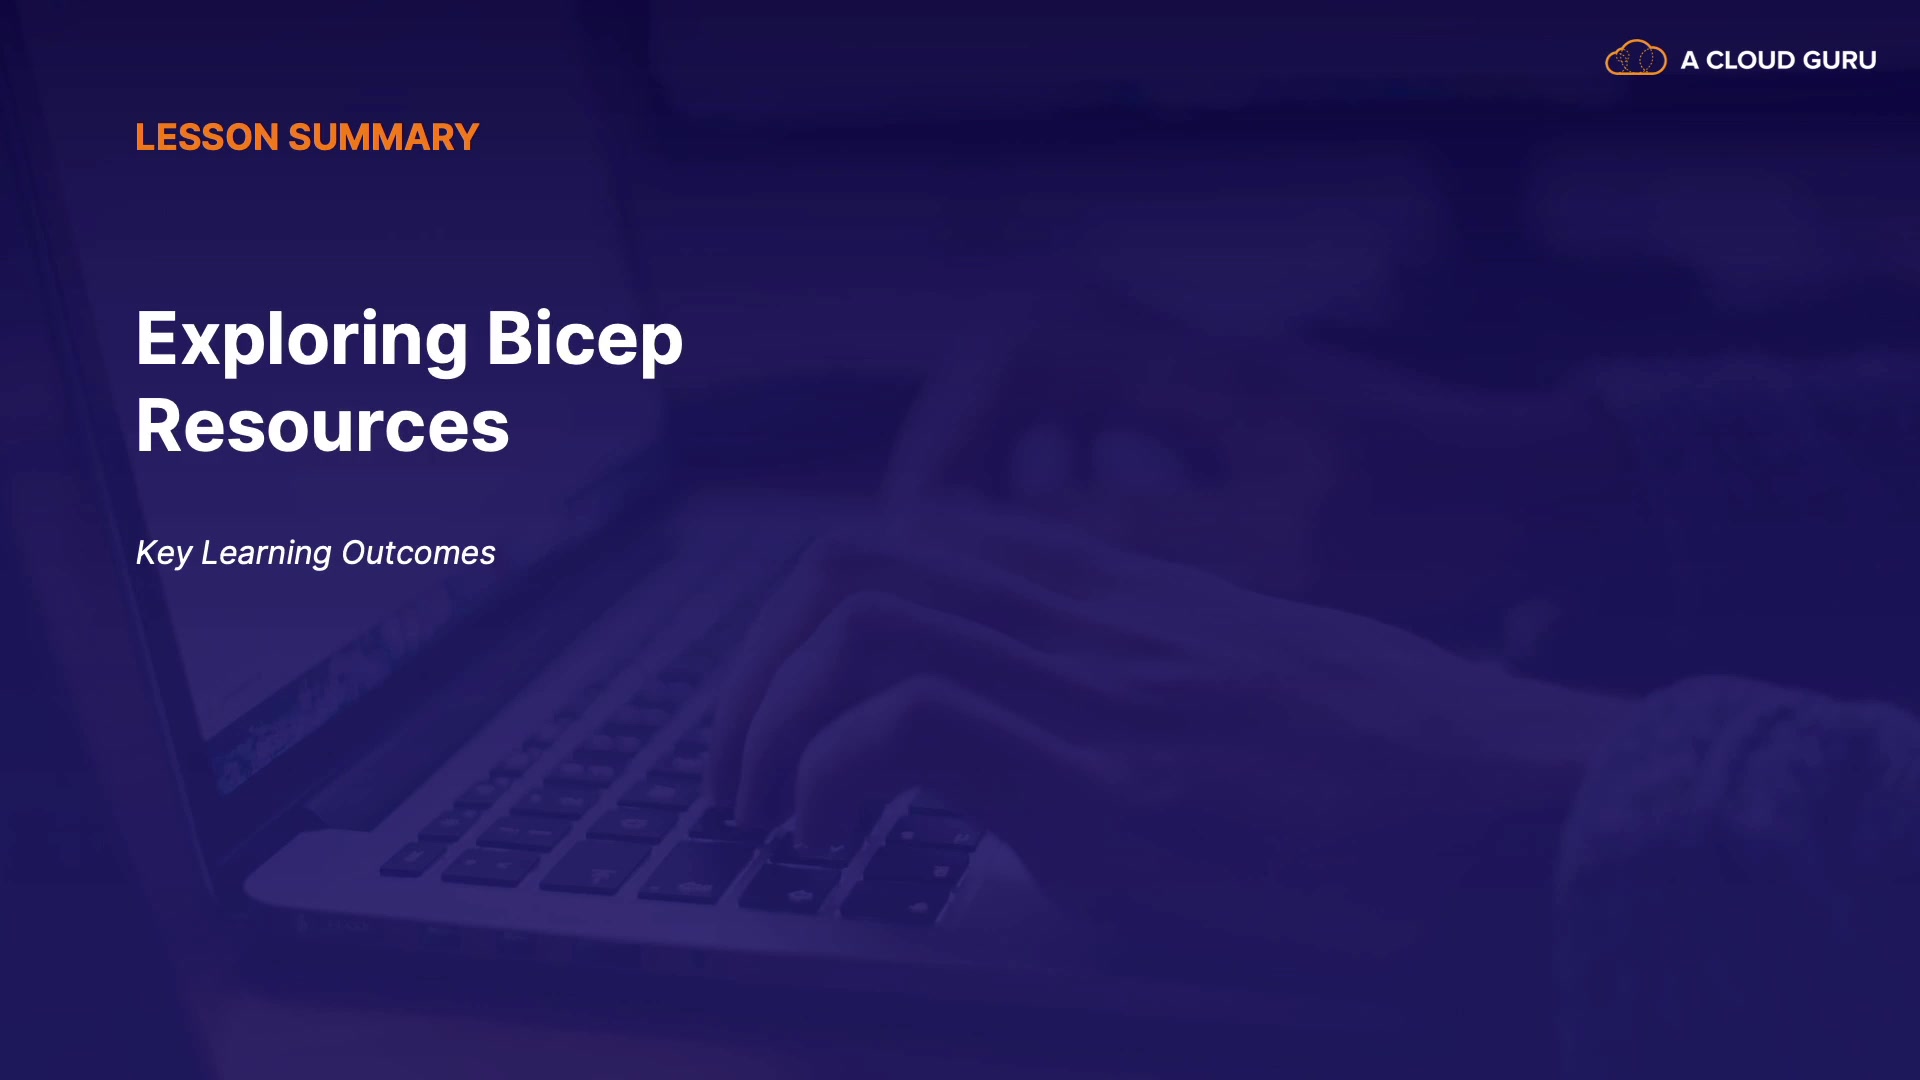 A CLOUD GURU
LESSON SUMMARY
Exploring Bicep
Resources
Key Learning Outcomes